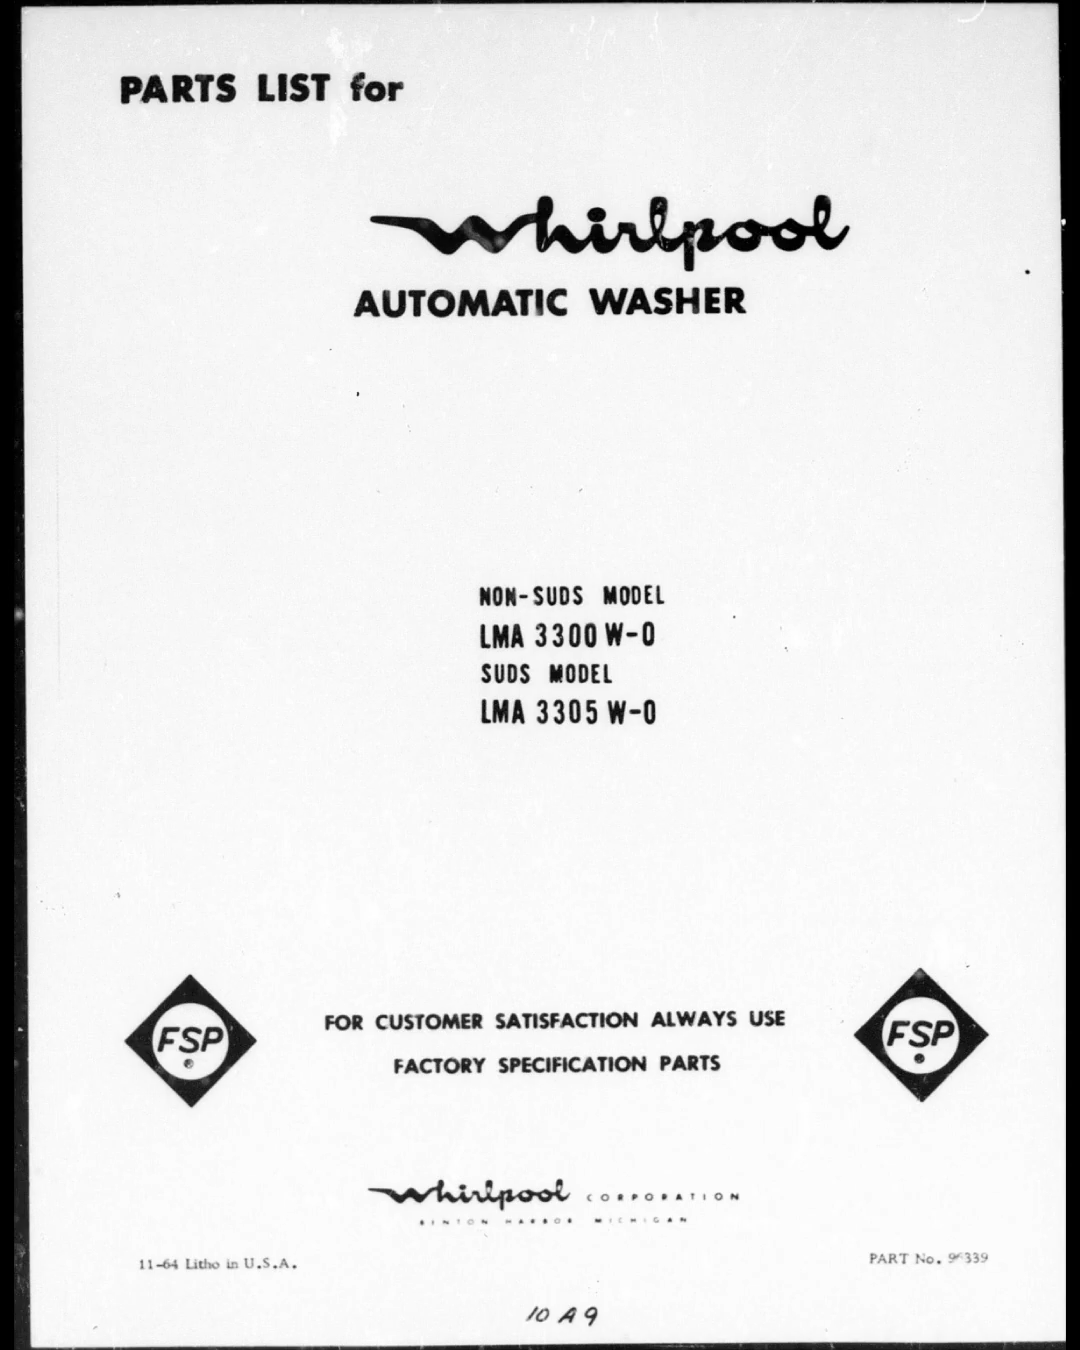 PARTS LIST for
Whirlpool
AUTOMATIC WASHER
NON-SUDS MODEL
LMA 3300 W-0
SUDS MODEL
LMA 3305 W-0
FSP
®
FOR CUSTOMER SATISFACTION ALWAYS USE
FACTORY SPECIFICATION PARTS
FSP
®
Whirlpool CORPORATION
BENTON HARBOR MICHIGAN
11-64 Litho in U.S.A.
PART No.
10 A 9